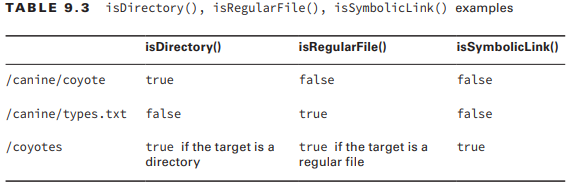 TABLE 9.3 isDirectory(), isRegularFile(), isSymbolicLink() examples
isDirectory() isRegularFile() isSymbolicLink()
/canine/coyote true false false
/canine/types.txt false true false
/coyotes true if the target is a true if the target is a true
directory regular file